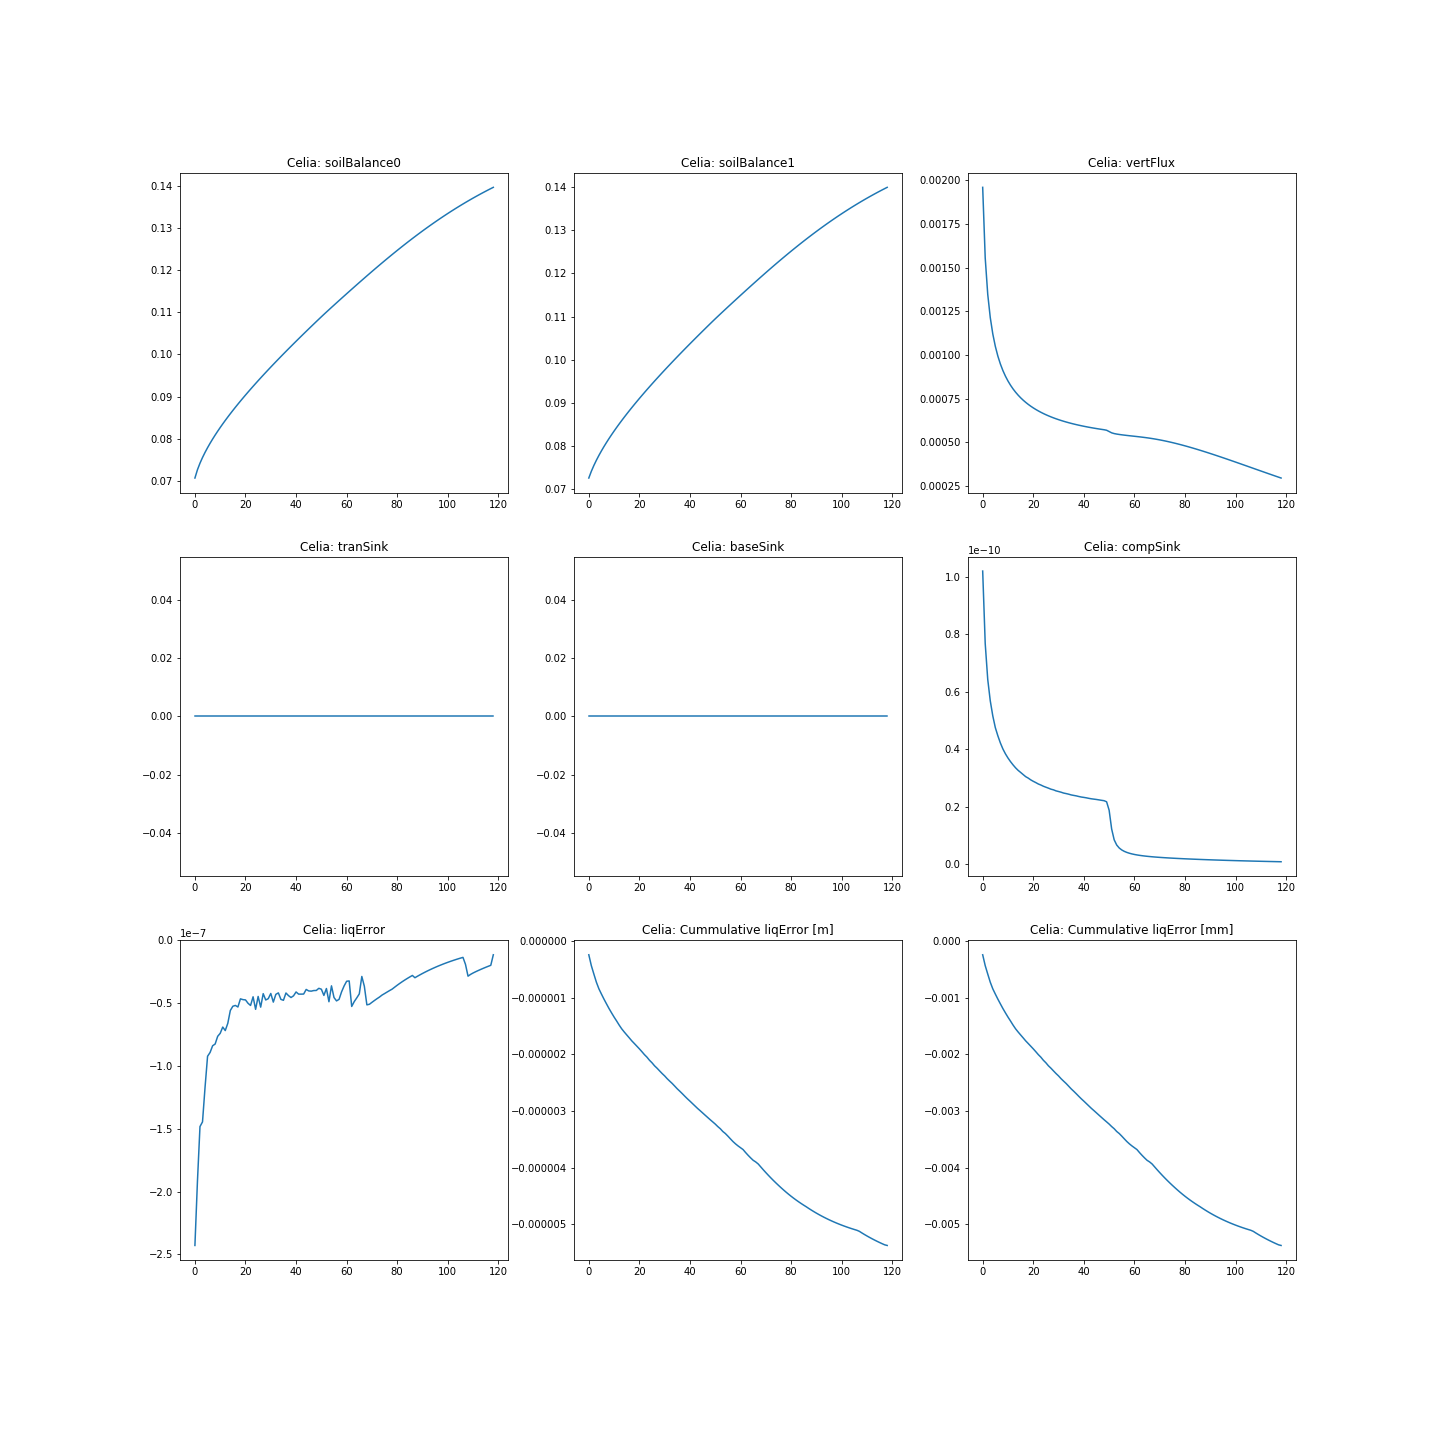 Celia: soilBalance0
0.14
0.13
0.12
0.11
0.10
0.09
0.08
0.07
0 20 40 60 80 100 120
Celia: soilBalance1
0.14
0.13
0.12
0.11
0.10
0.09
0.08
0.07
0 20 40 60 80 100 120
Celia: vertFlux
0.00200
0.00175
0.00150
0.00125
0.00100
0.00075
0.00050
0.00025
0 20 40 60 80 100 120
Celia: tranSink
0.04
0.02
0.00
−0.02
−0.04
0 20 40 60 80 100 120
Celia: baseSink
0.04
0.02
0.00
−0.02
−0.04
0 20 40 60 80 100 120
Celia: compSink
1e−10
1.0
0.8
0.6
0.4
0.2
0.0
0 20 40 60 80 100 120
Celia: liqError
1e−7
0.0
−0.5
−1.0
−1.5
−2.0
−2.5
0 20 40 60 80 100 120
Celia: Cummulative liqError [m]
0.000000
−0.000001
−0.000002
−0.000003
−0.000004
−0.000005
0 20 40 60 80 100 120
Celia: Cummulative liqError [mm]
0.000
−0.001
−0.002
−0.003
−0.004
−0.005
0 20 40 60 80 100 120